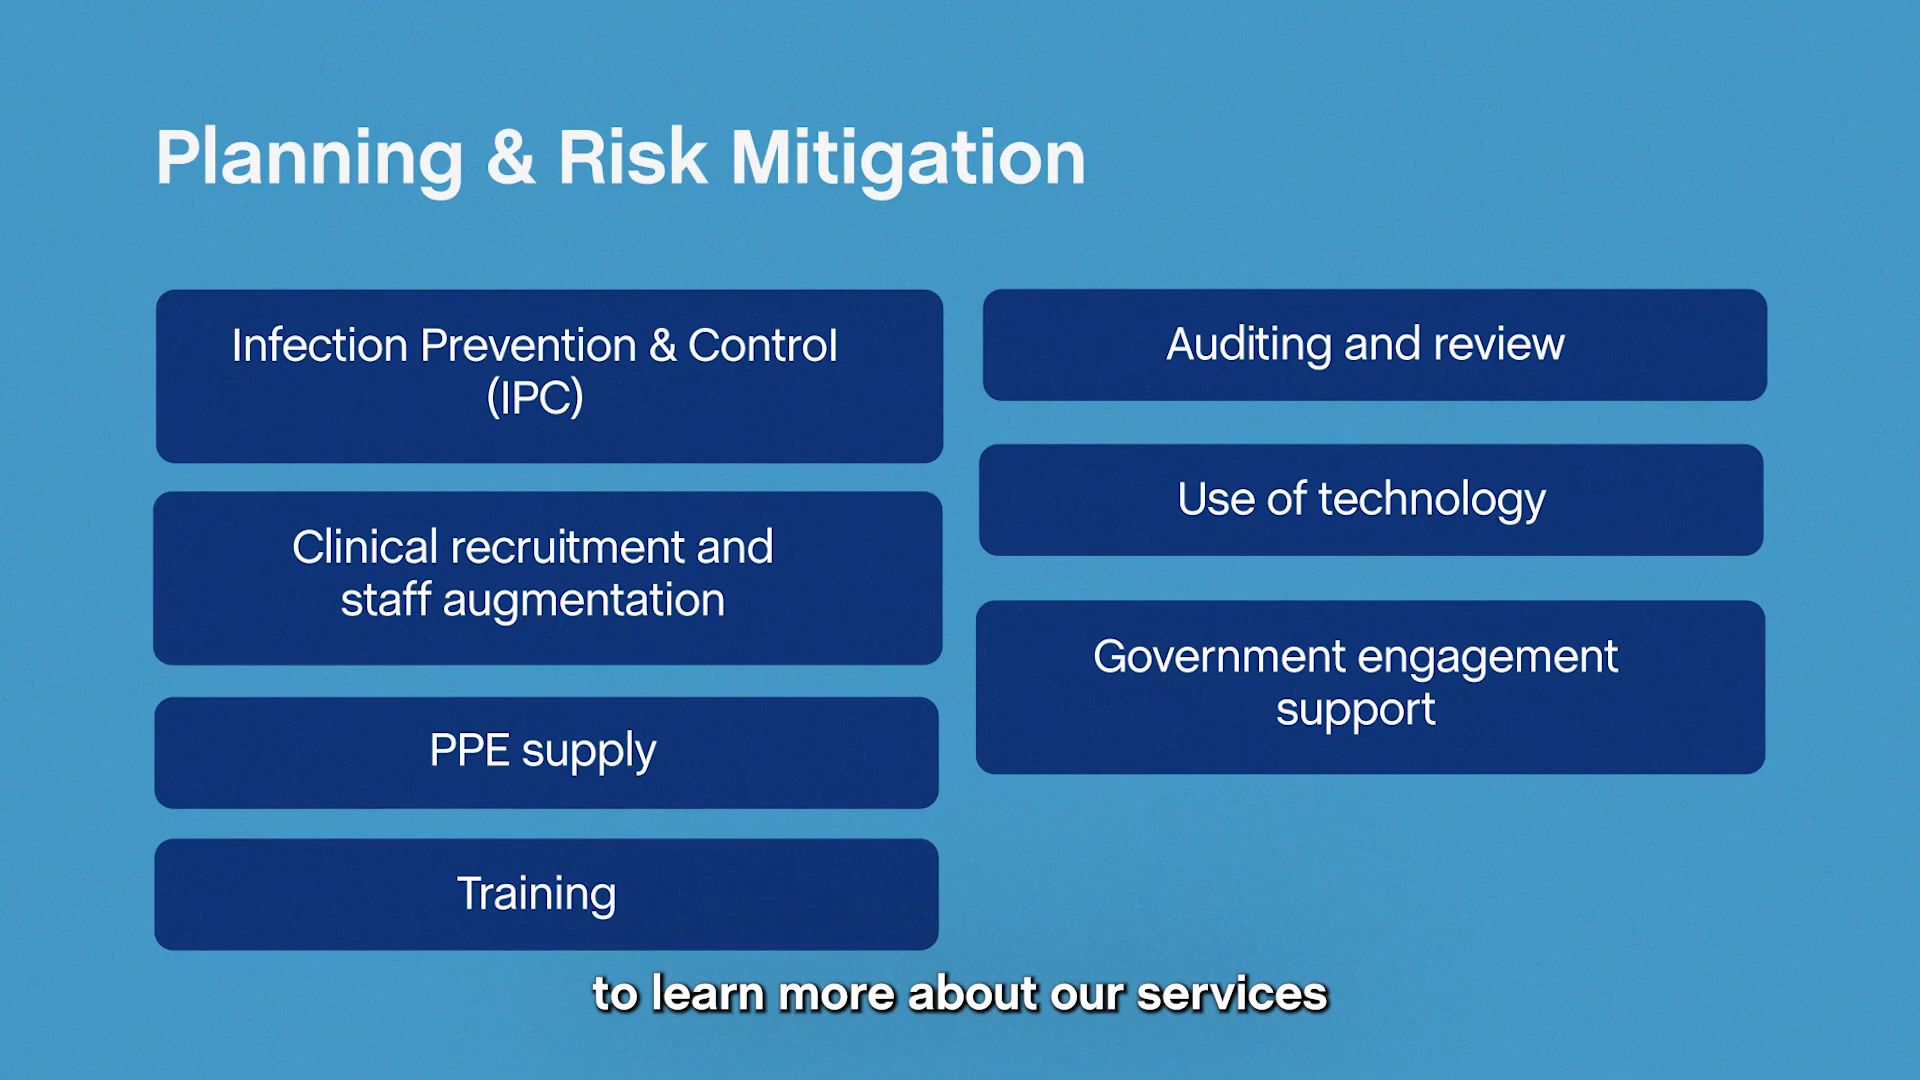 Planning & Risk Mitigation
Infection Prevention & Control
(IPC)
Clinical recruitment and
staff augmentation
PPE supply
Training
Auditing and review
Use of technology
Government engagement
support
to learn more about our services